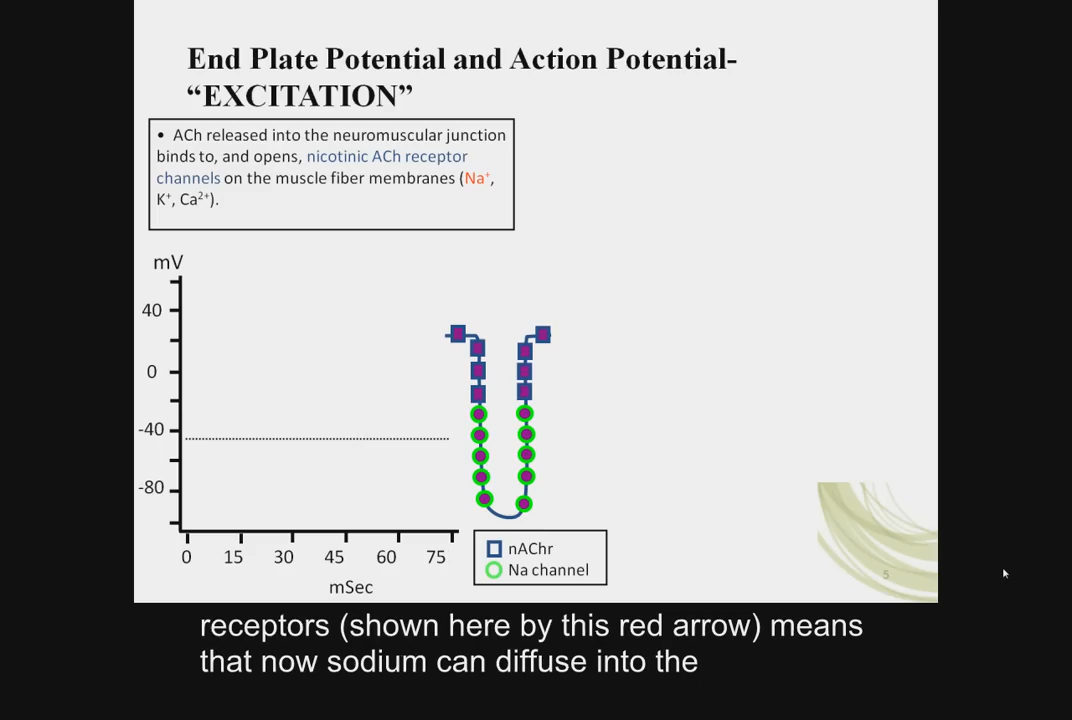 End Plate Potential and Action Potential-
“EXCITATION”
• ACh released into the neuromuscular junction
binds to, and opens, nicotinic ACh receptor
channels on the muscle fiber membranes (Na⁺,
K⁺, Ca²⁺).
mV
40
0
-40
-80
0 15 30 45 60 75
mSec
nAChr
Na channel
5
receptors (shown here by this red arrow) means
that now sodium can diffuse into the